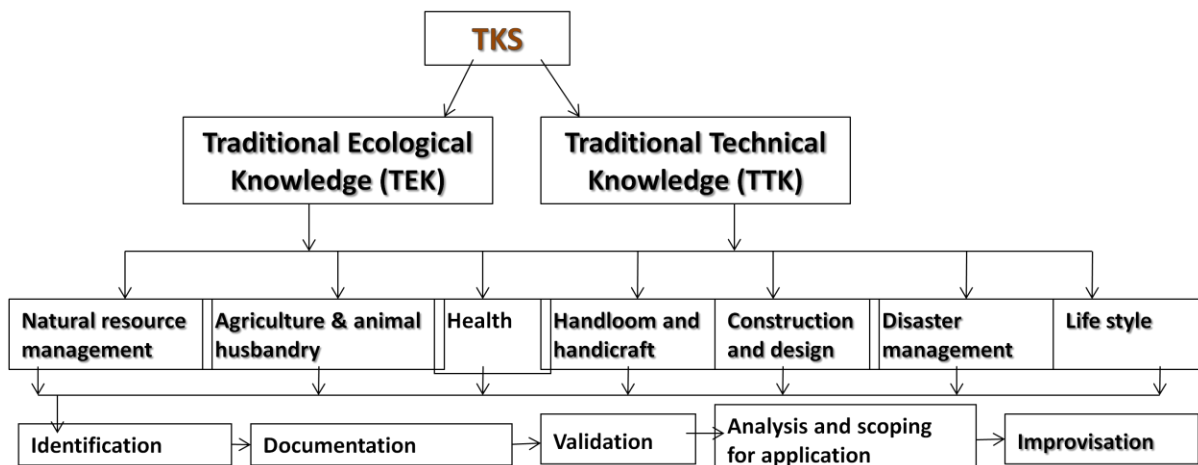 TKS
Traditional Ecological
Knowledge (TEK)
Traditional Technical
Knowledge (TTK)
Natural resource
management
Agriculture & animal
husbandry
Health
Handloom and
handicraft
Construction
and design
Disaster
management
Life style
Identification
Documentation
Validation
Analysis and scoping
for application
Improvisation